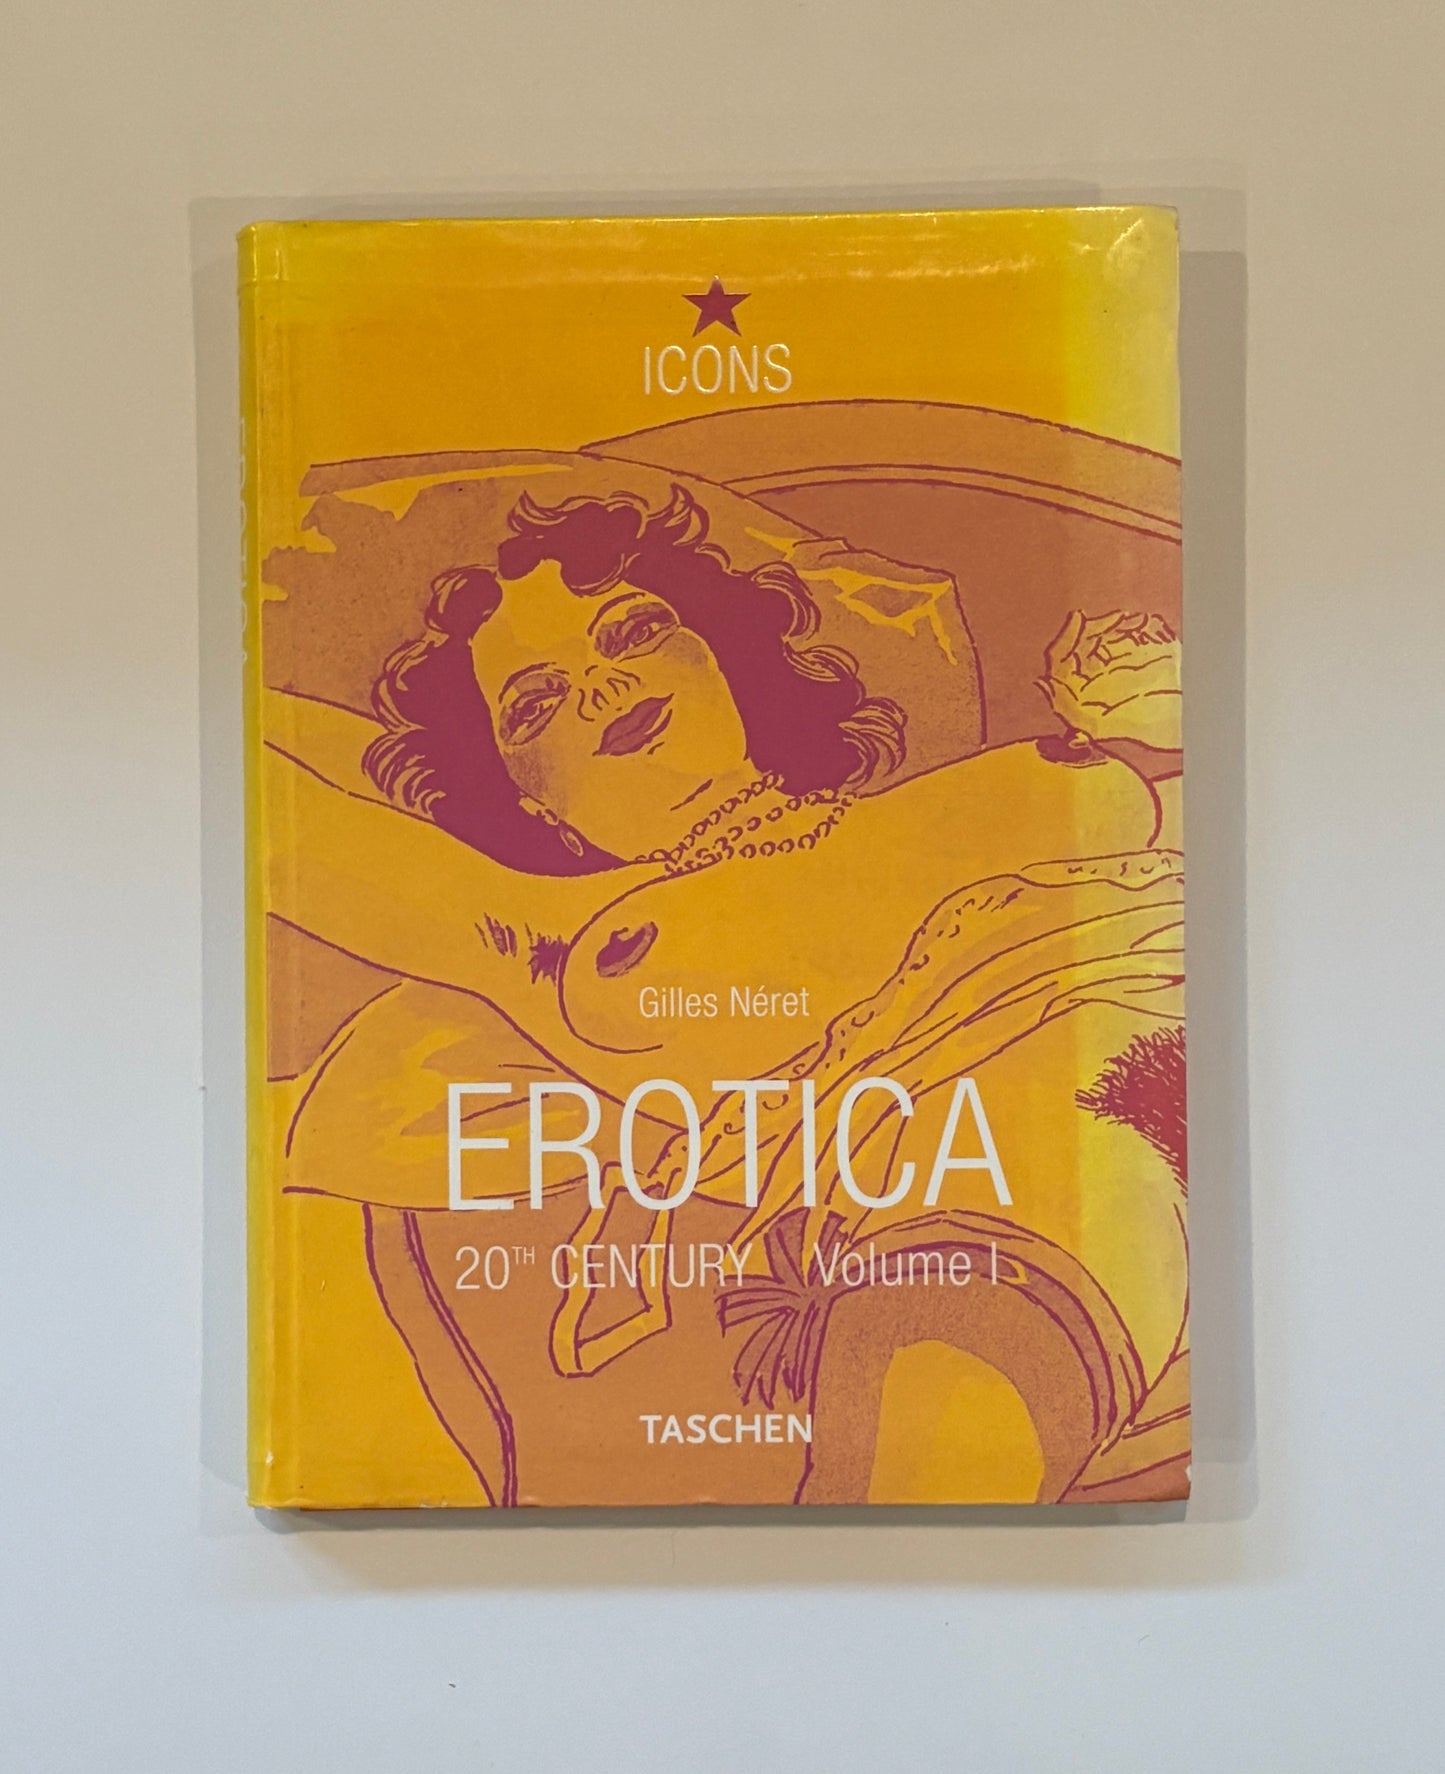 ICONS
Gilles Néret
EROTICA
20TH CENTURY Volume I
TASCHEN